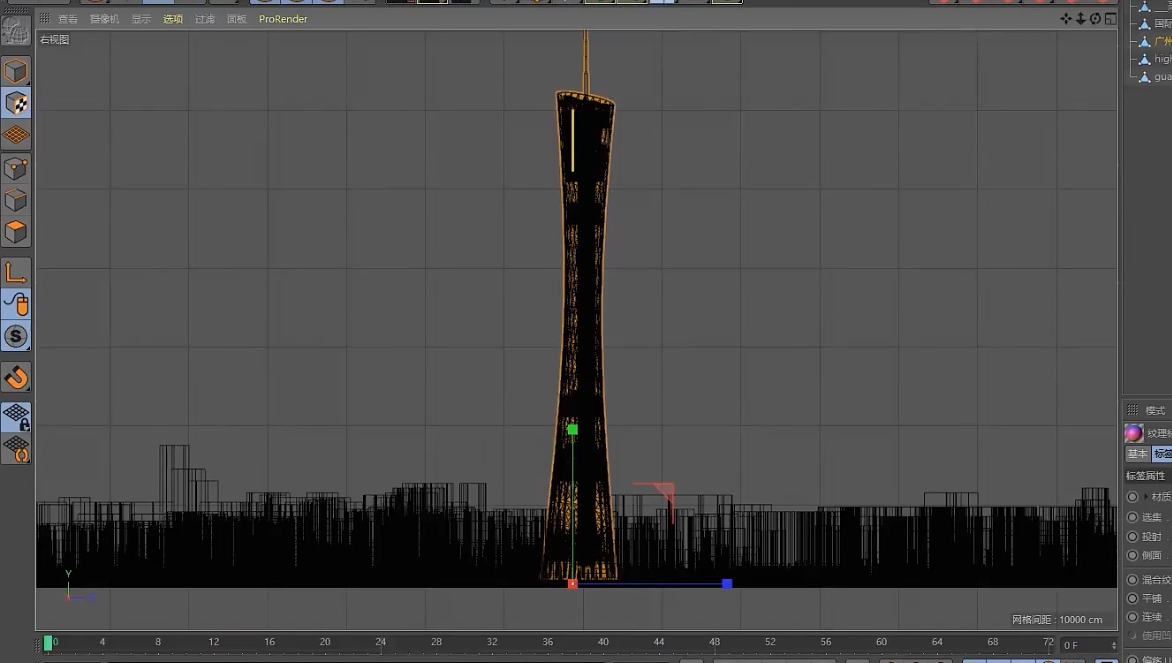 查看 摄像机 显示 选项 过滤 面板 ProRender
右视图
国际
广州
high
gua
模式
纹理标
基本 标签
标签属性
材质
选集
投射
侧面
混合纹
平铺
连续
使用凹
偏移
Y
网格间距 : 10000 cm
0 4 8 12 16 20 24 28 32 36 40 44 48 52 56 60 64 68 72 0 F